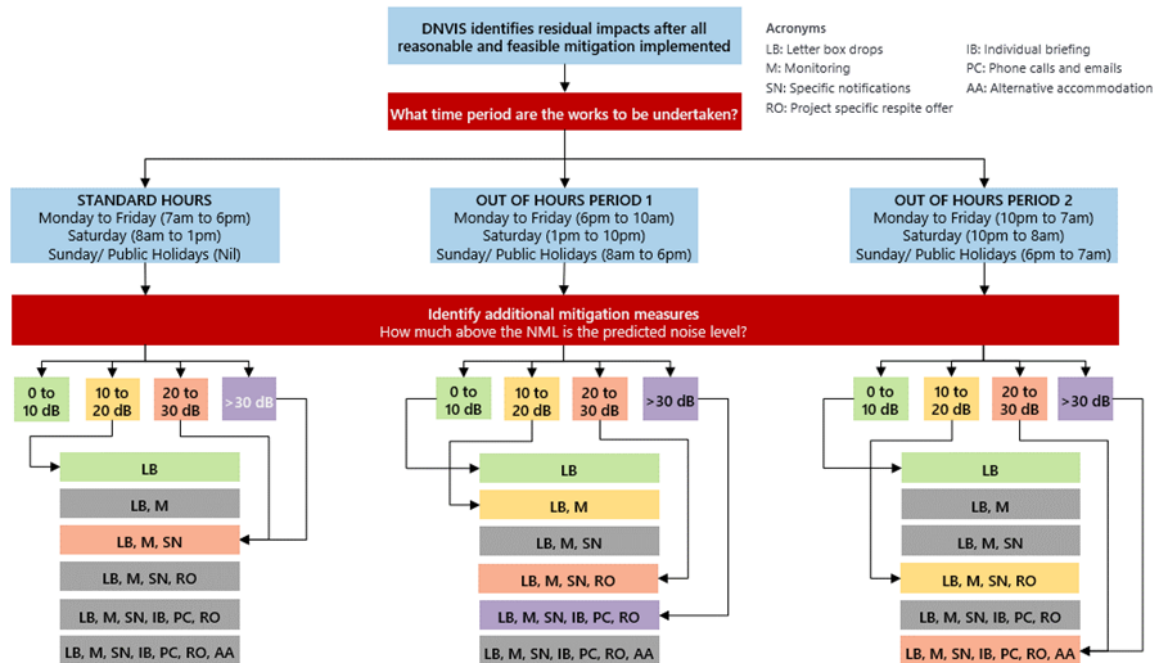 DNVIS identifies residual impacts after all
reasonable and feasible mitigation implemented
Acronyms
LB: Letter box drops
IB: Individual briefing
M: Monitoring
PC: Phone calls and emails
SN: Specific notifications
AA: Alternative accommodation
RO: Project specific respite offer
What time period are the works to be undertaken?
STANDARD HOURS
Monday to Friday (7am to 6pm)
Saturday (8am to 1pm)
Sunday/ Public Holidays (Nil)
OUT OF HOURS PERIOD 1
Monday to Friday (6pm to 10am)
Saturday (1pm to 10pm)
Sunday/ Public Holidays (8am to 6pm)
OUT OF HOURS PERIOD 2
Monday to Friday (10pm to 7am)
Saturday (10pm to 8am)
Sunday/ Public Holidays (6pm to 7am)
Identify additional mitigation measures
How much above the NML is the predicted noise level?
0 to
10 dB
10 to
20 dB
20 to
30 dB
>30 dB
0 to
10 dB
10 to
20 dB
20 to
30 dB
>30 dB
0 to
10 dB
10 to
20 dB
20 to
30 dB
>30 dB
LB
LB, M
LB, M, SN
LB, M, SN, RO
LB, M, SN, IB, PC, RO
LB, M, SN, IB, PC, RO, AA
LB
LB, M
LB, M, SN
LB, M, SN, RO
LB, M, SN, IB, PC, RO
LB, M, SN, IB, PC, RO, AA
LB
LB, M
LB, M, SN
LB, M, SN, RO
LB, M, SN, IB, PC, RO
LB, M, SN, IB, PC, RO, AA